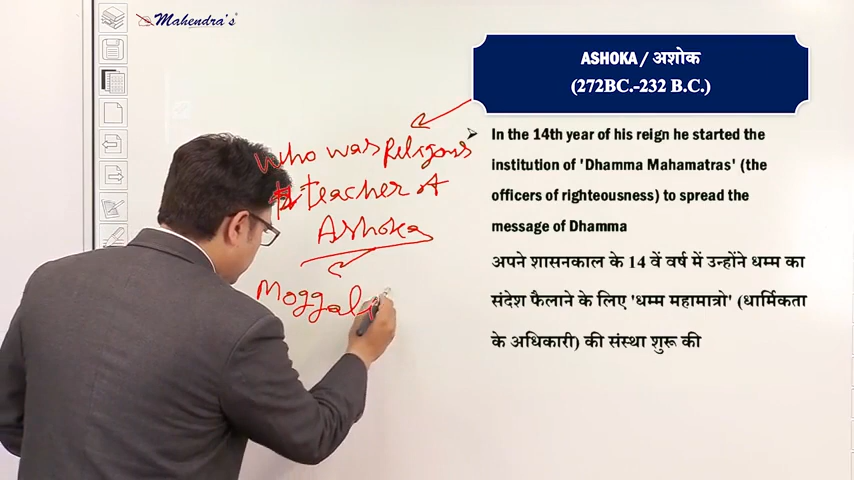 Mahendra's
ASHOKA / अशोक
(272BC.-232 B.C.)
In the 14th year of his reign he started the
institution of 'Dhamma Mahamatras' (the
officers of righteousness) to spread the
message of Dhamma
अपने शासनकाल के 14 वें वर्ष में उन्होंने धम्म का
संदेश फैलाने के लिए 'धम्म महामात्रो' (धार्मिकता
के अधिकारी) की संस्था शुरू की
Who was Religous
teacher of
Ashoka
Moggali